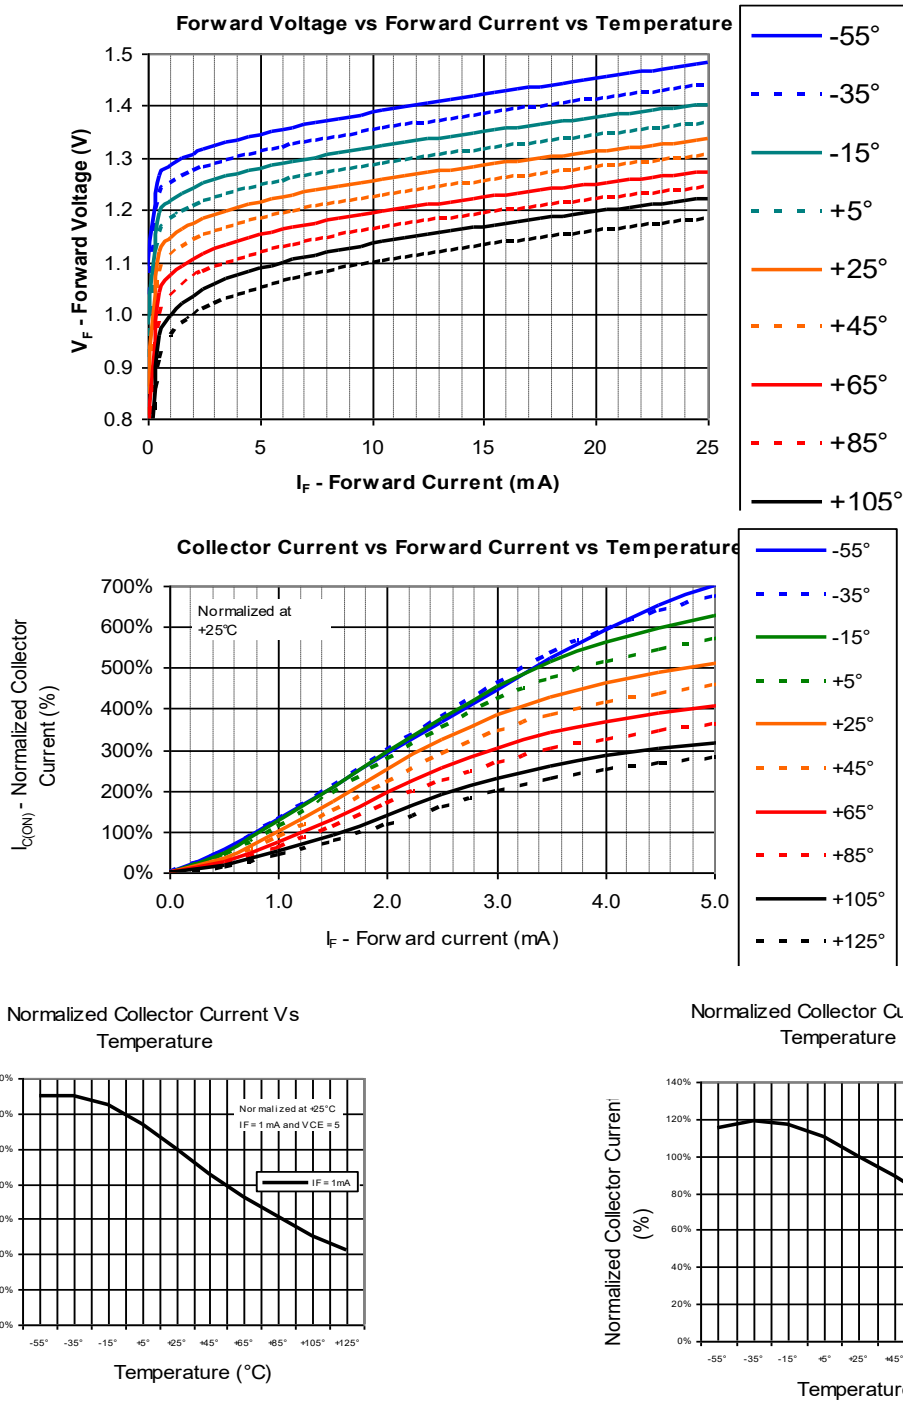 Forward Voltage vs Forward Current vs Temperature
1.5
1.4
1.3
1.2
1.1
1.0
0.9
0.8
VF - Forward Voltage (V)
0 5 10 15 20 25
IF - Forward Current (mA)
-55°
-35°
-15°
+5°
+25°
+45°
+65°
+85°
+105°
Collector Current vs Forward Current vs Temperature
Normalized at
+25°C
700%
600%
500%
400%
300%
200%
100%
0%
IC(ON) - Normalized Collector
Current (%)
0.0 1.0 2.0 3.0 4.0 5.0
IF - Forward current (mA)
-55°
-35°
-15°
+5°
+25°
+45°
+65°
+85°
+105°
+125°
Normalized Collector Current Vs
Temperature
Normalized at +25°C
IF = 1 mA and VCE = 5
IF = 1mA
-55° -35° -15° +5° +25° +45° +65° +85° +105° +125°
Temperature (°C)
Normalized Collector Cu
Temperature
140%
120%
100%
80%
60%
40%
20%
0%
Normalized Collector Current
(%)
-55° -35° -15° +5° +25° +45°
Temperature